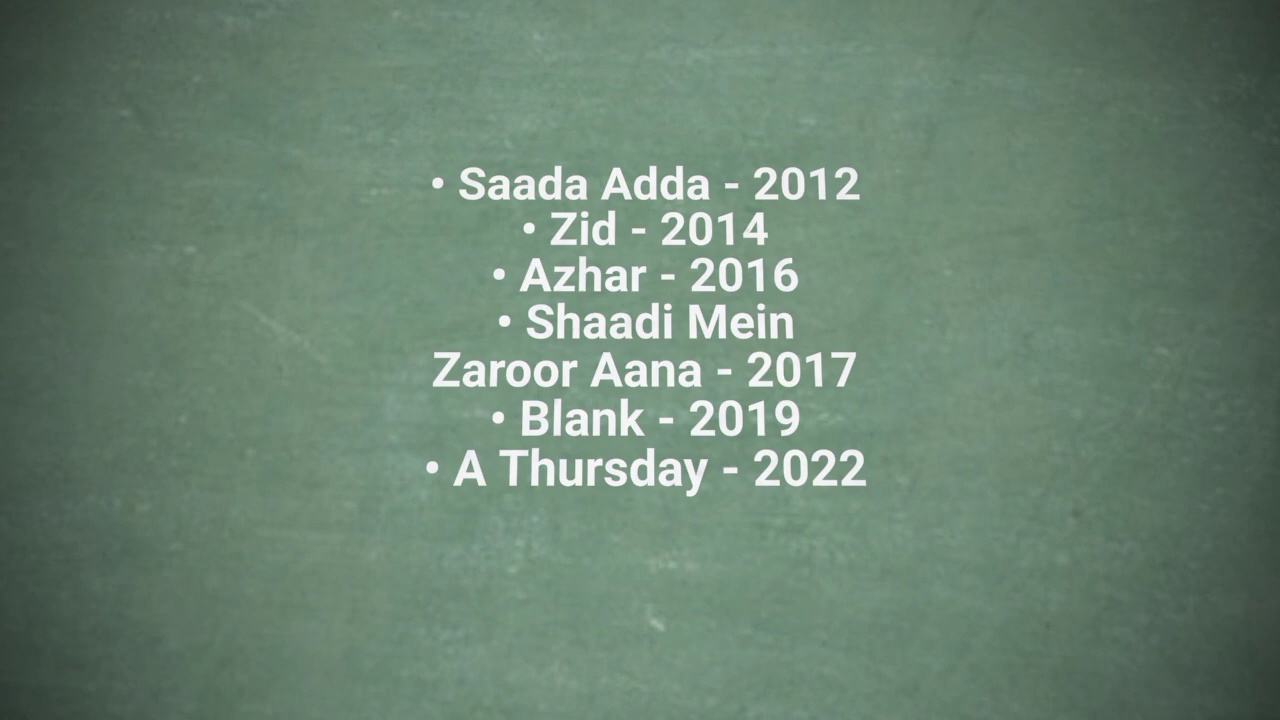 • Saada Adda - 2012
• Zid - 2014
• Azhar - 2016
• Shaadi Mein
Zaroor Aana - 2017
• Blank - 2019
• A Thursday - 2022